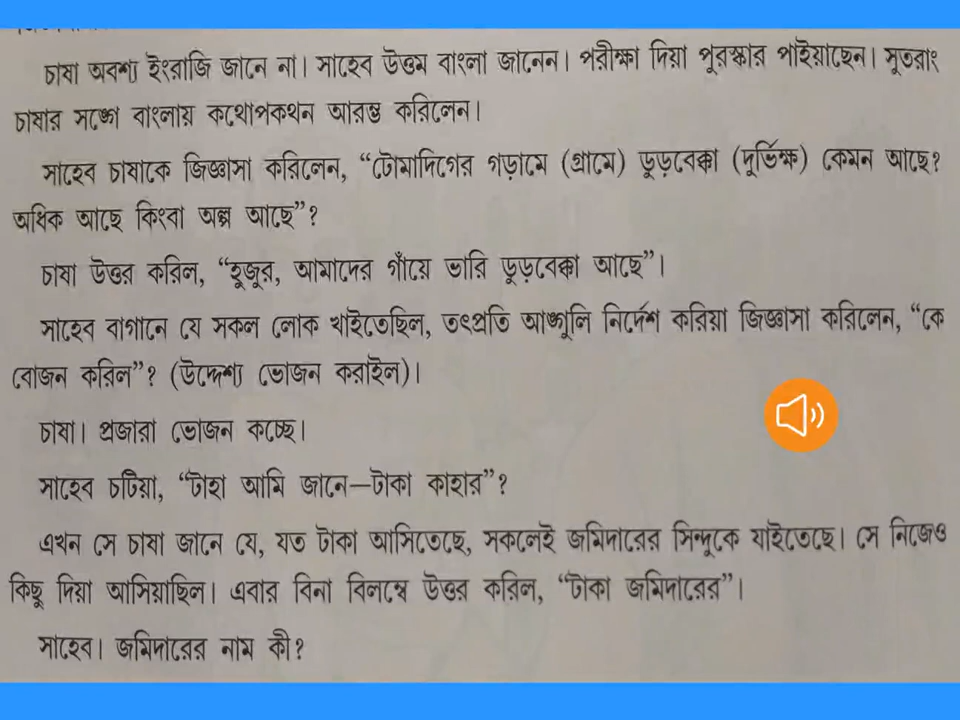 চাষা অবশ্য ইংরাজি জানে না। সাহেব উত্তম বাংলা জানেন। পরীক্ষা দিয়া পুরস্কার পাইয়াছেন। সুতরাং
চাষার সঙ্গে বাংলায় কথোপকথন আরম্ভ করিলেন।
সাহেব চাষাকে জিজ্ঞাসা করিলেন, “টোমাদিগের গড়ামে (গ্রামে) ডুড়বেক্কা (দুর্ভিক্ষ) কেমন আছে?
অধিক আছে কিংবা অল্প আছে”?
চাষা উত্তর করিল, “হুজুর, আমাদের গাঁয়ে ভারি ডুড়বেক্কা আছে”।
সাহেব বাগানে যে সকল লোক খাইতেছিল, তৎপ্রতি আঙ্গুলি নির্দেশ করিয়া জিজ্ঞাসা করিলেন, “কে
বোজন করিল”? (উদ্দেশ্য ভোজন করাইল)।
চাষা। প্রজারা ভোজন কচ্ছে।
সাহেব চটিয়া, “টাহা আমি জানে—টাকা কাহার”?
এখন সে চাষা জানে যে, যত টাকা আসিতেছে, সকলেই জমিদারের সিন্দুকে যাইতেছে। সে নিজেও
কিছু দিয়া আসিয়াছিল। এবার বিনা বিলম্বে উত্তর করিল, “টাকা জমিদারের”।
সাহেব। জমিদারের নাম কী?